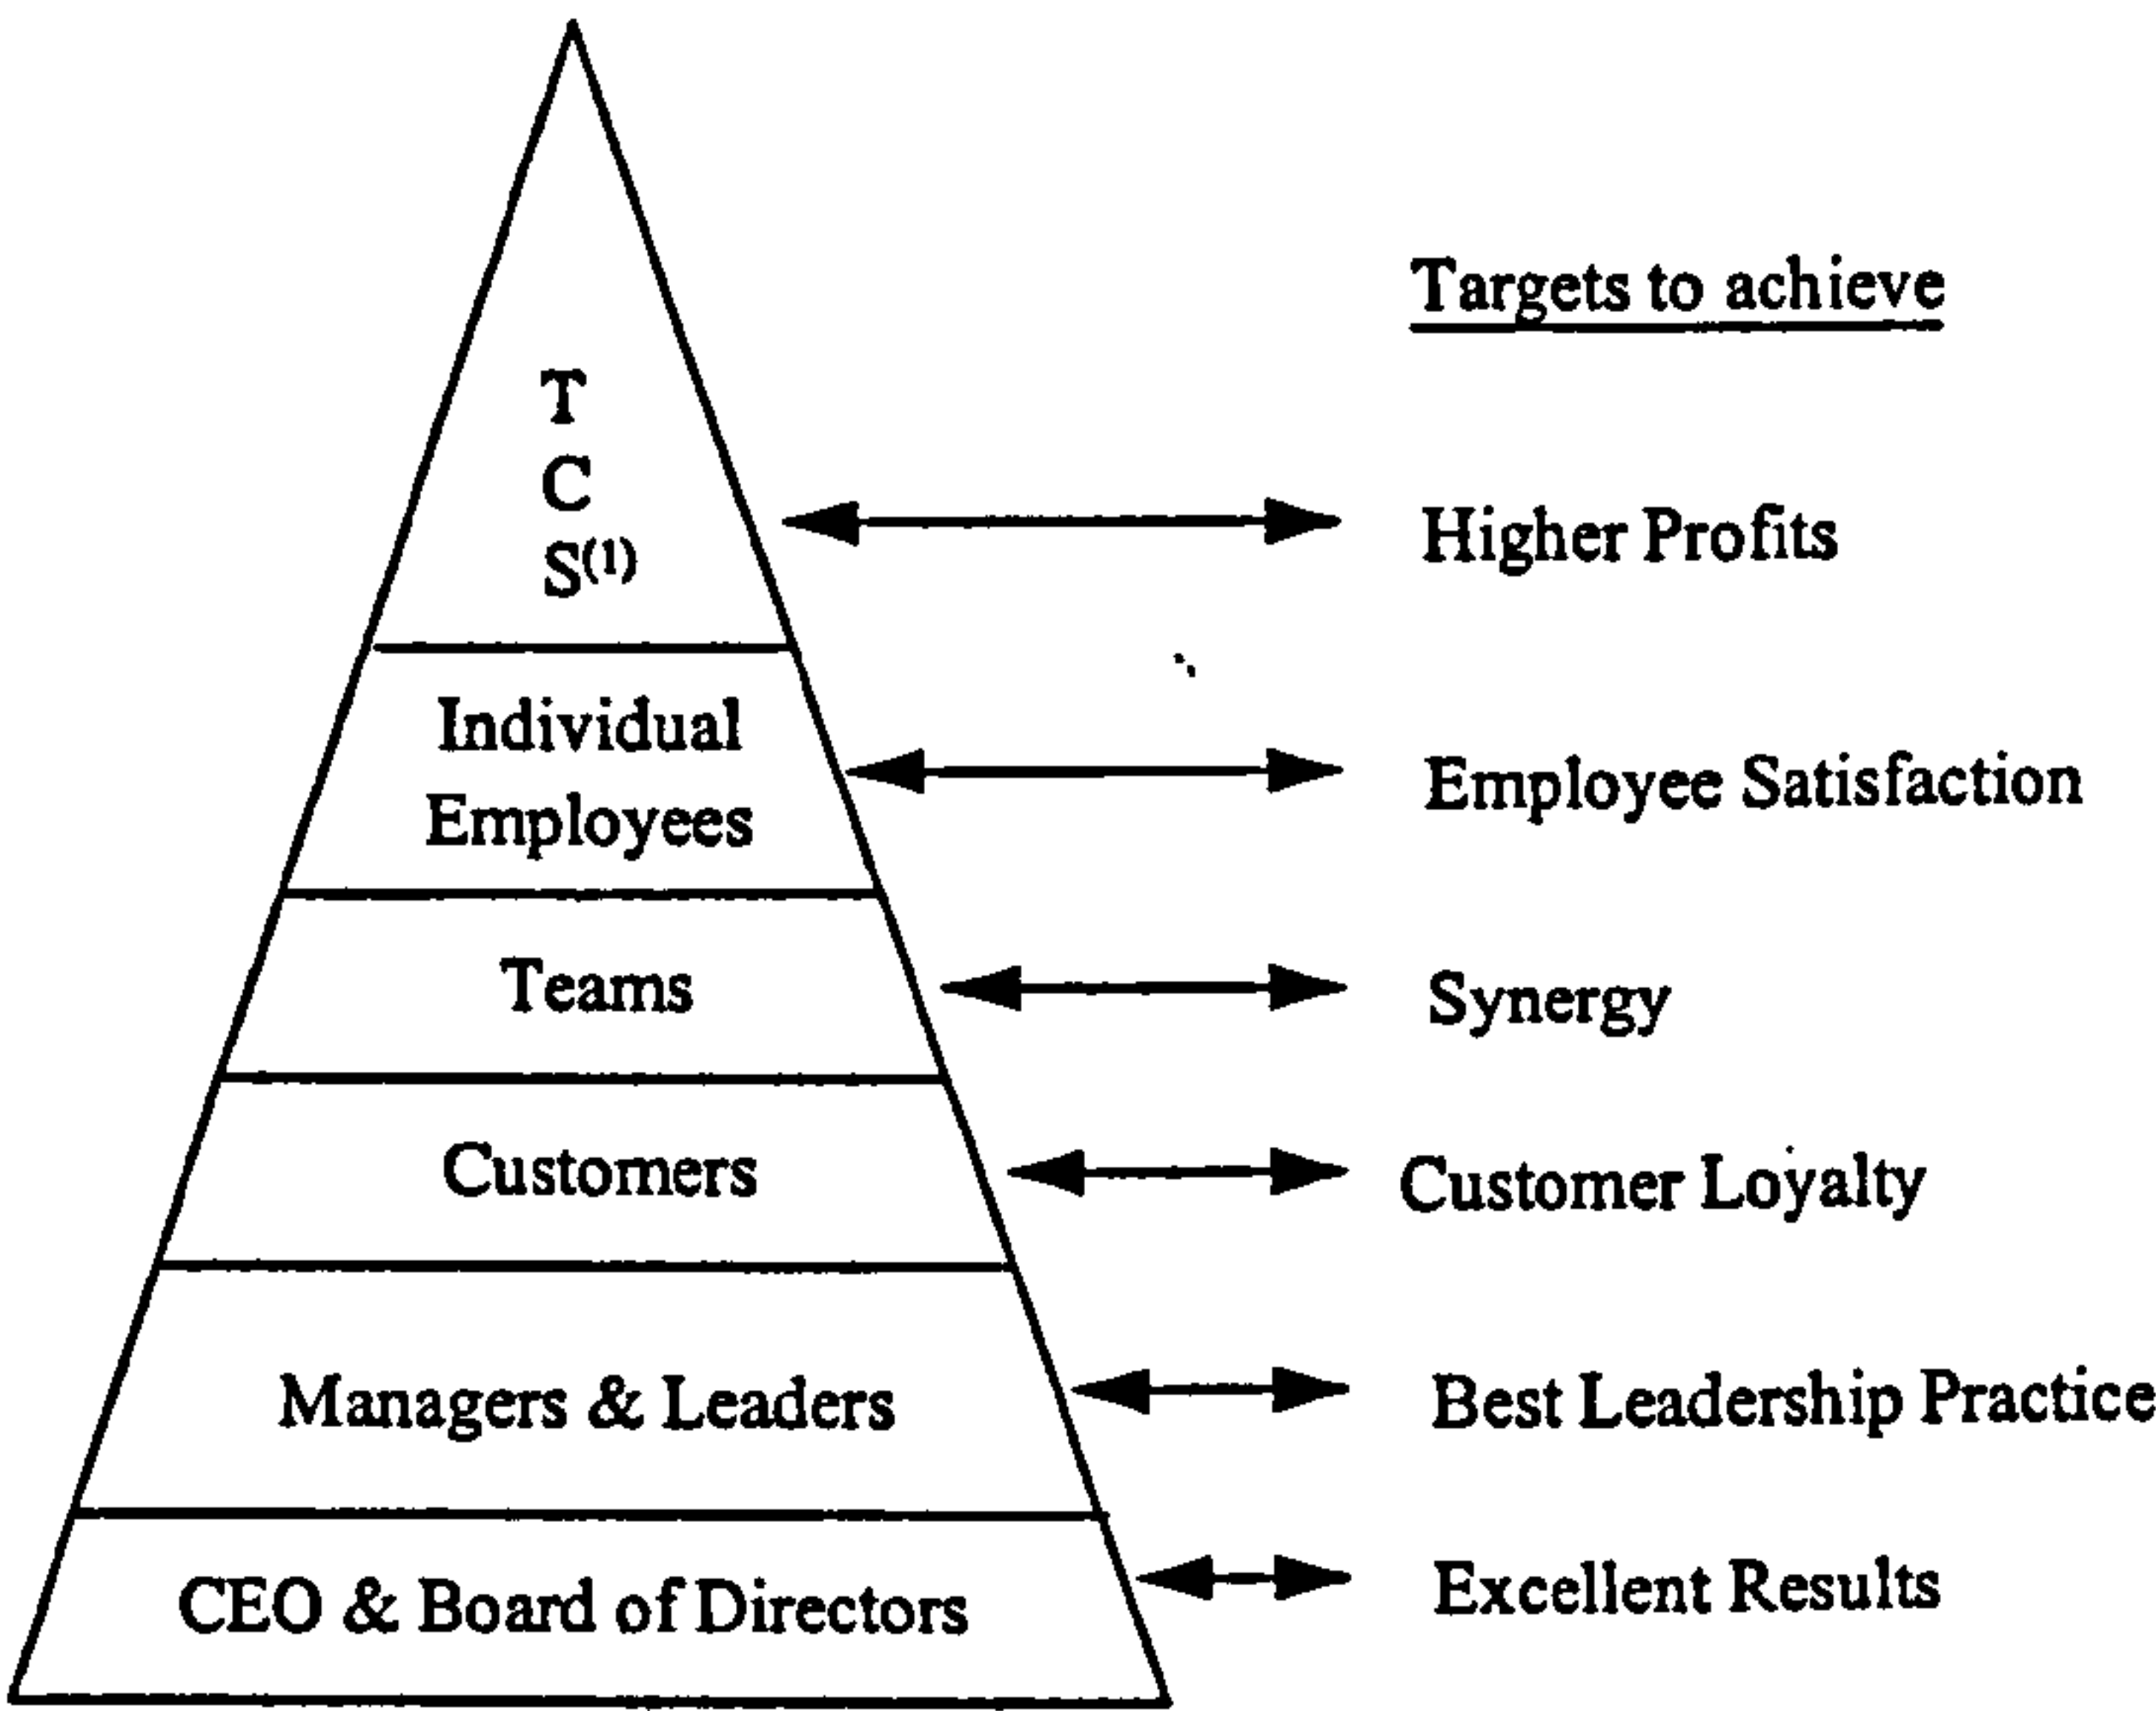 Targets to achieve
T
C
S(1)
Higher Profits
Individual
Employees
Employee Satisfaction
Teams
Synergy
Customers
Customer Loyalty
Managers & Leaders
Best Leadership Practice
CEO & Board of Directors
Excellent Results